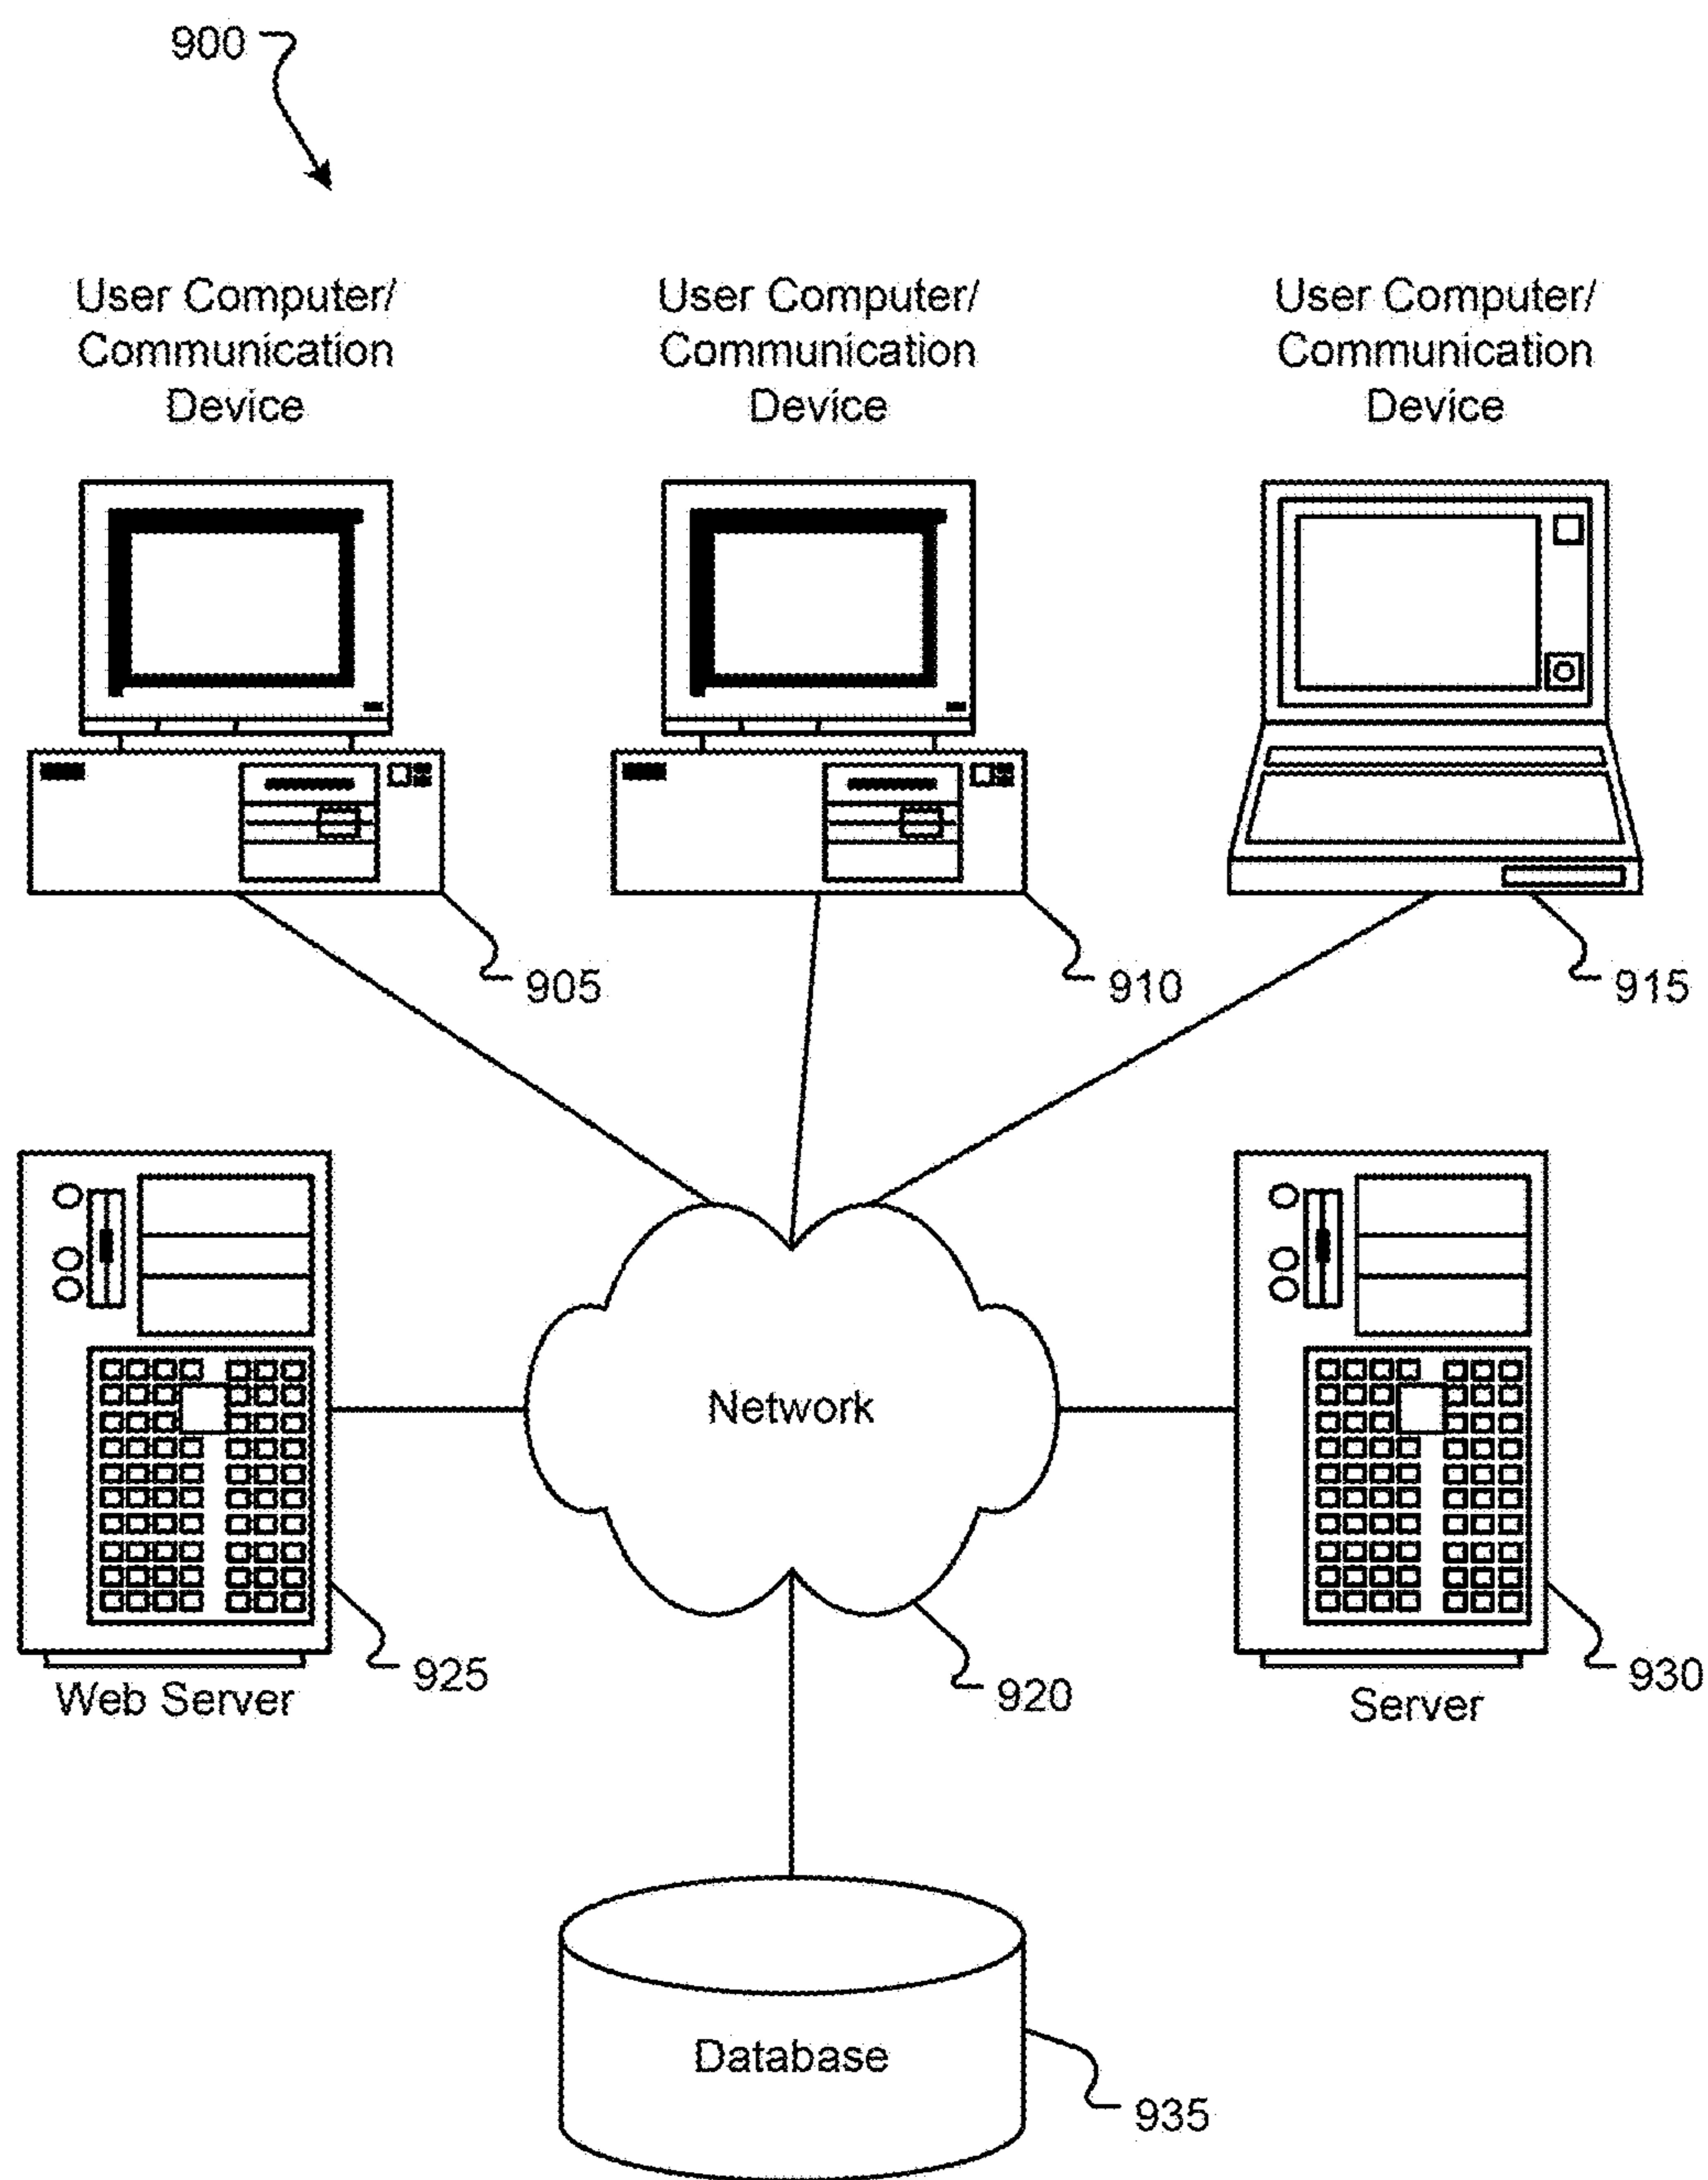 900
User Computer/
Communication
Device
User Computer/
Communication
Device
User Computer/
Communication
Device
905
910
915
Network
925
920
930
Web Server
Server
Database
935